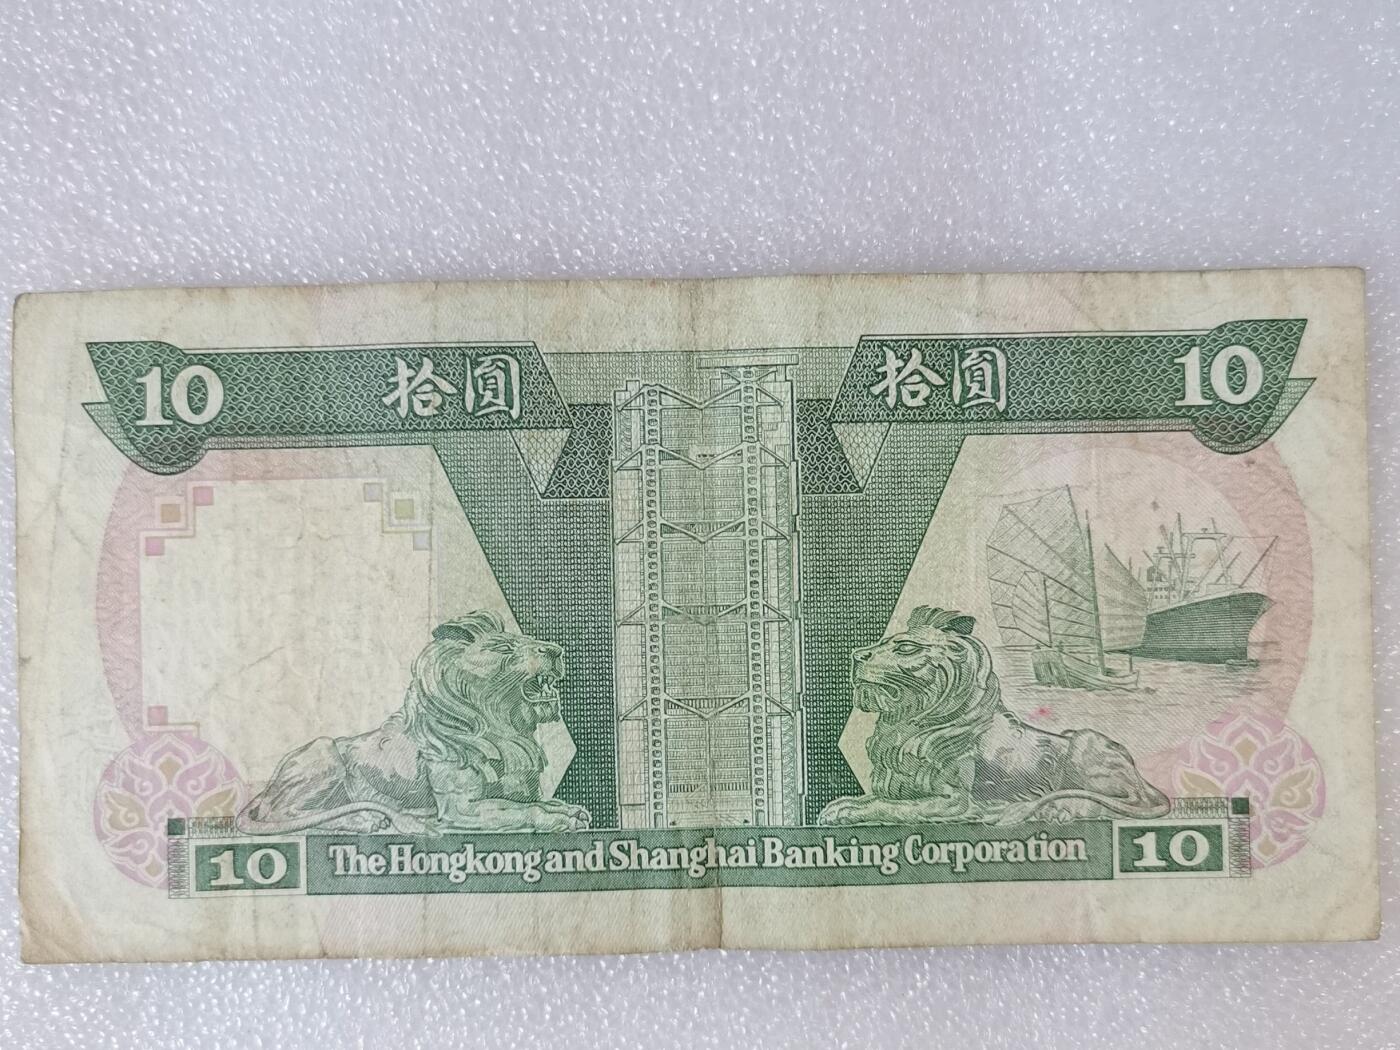 10 拾圓 拾圓 10
10 The Hongkong and Shanghai Banking Corporation 10